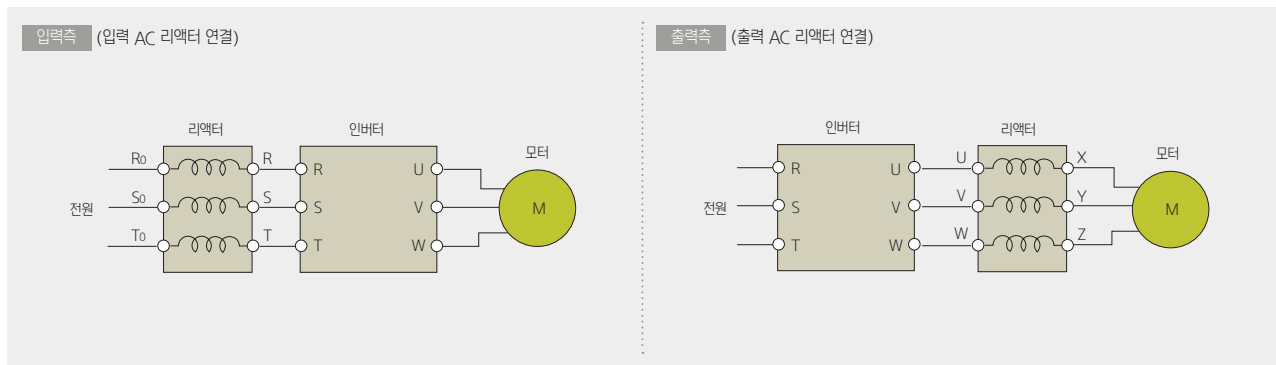 입력측 (입력 AC 리액터 연결)
리액터
인버터
모터
R0
R
R
U
S0
S
S
V
M
전원
T0
T
T
W
출력측 (출력 AC 리액터 연결)
인버터
리액터
모터
R
U
U
X
전원
S
V
V
Y
M
T
W
W
Z